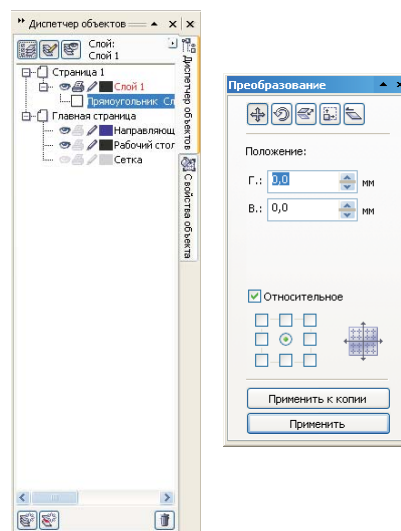 Диспетчер объектов
Слой:
Слой 1
Страница 1
Слой 1
Прямоугольник Сл
Главная страница
Направляющ
Рабочий стол
Сетка
Диспетчер объектов
Свойства объекта
Преобразование
Положение:
Г.: 0,0 мм
В.: 0,0 мм
Относительное
Применить к копии
Применить